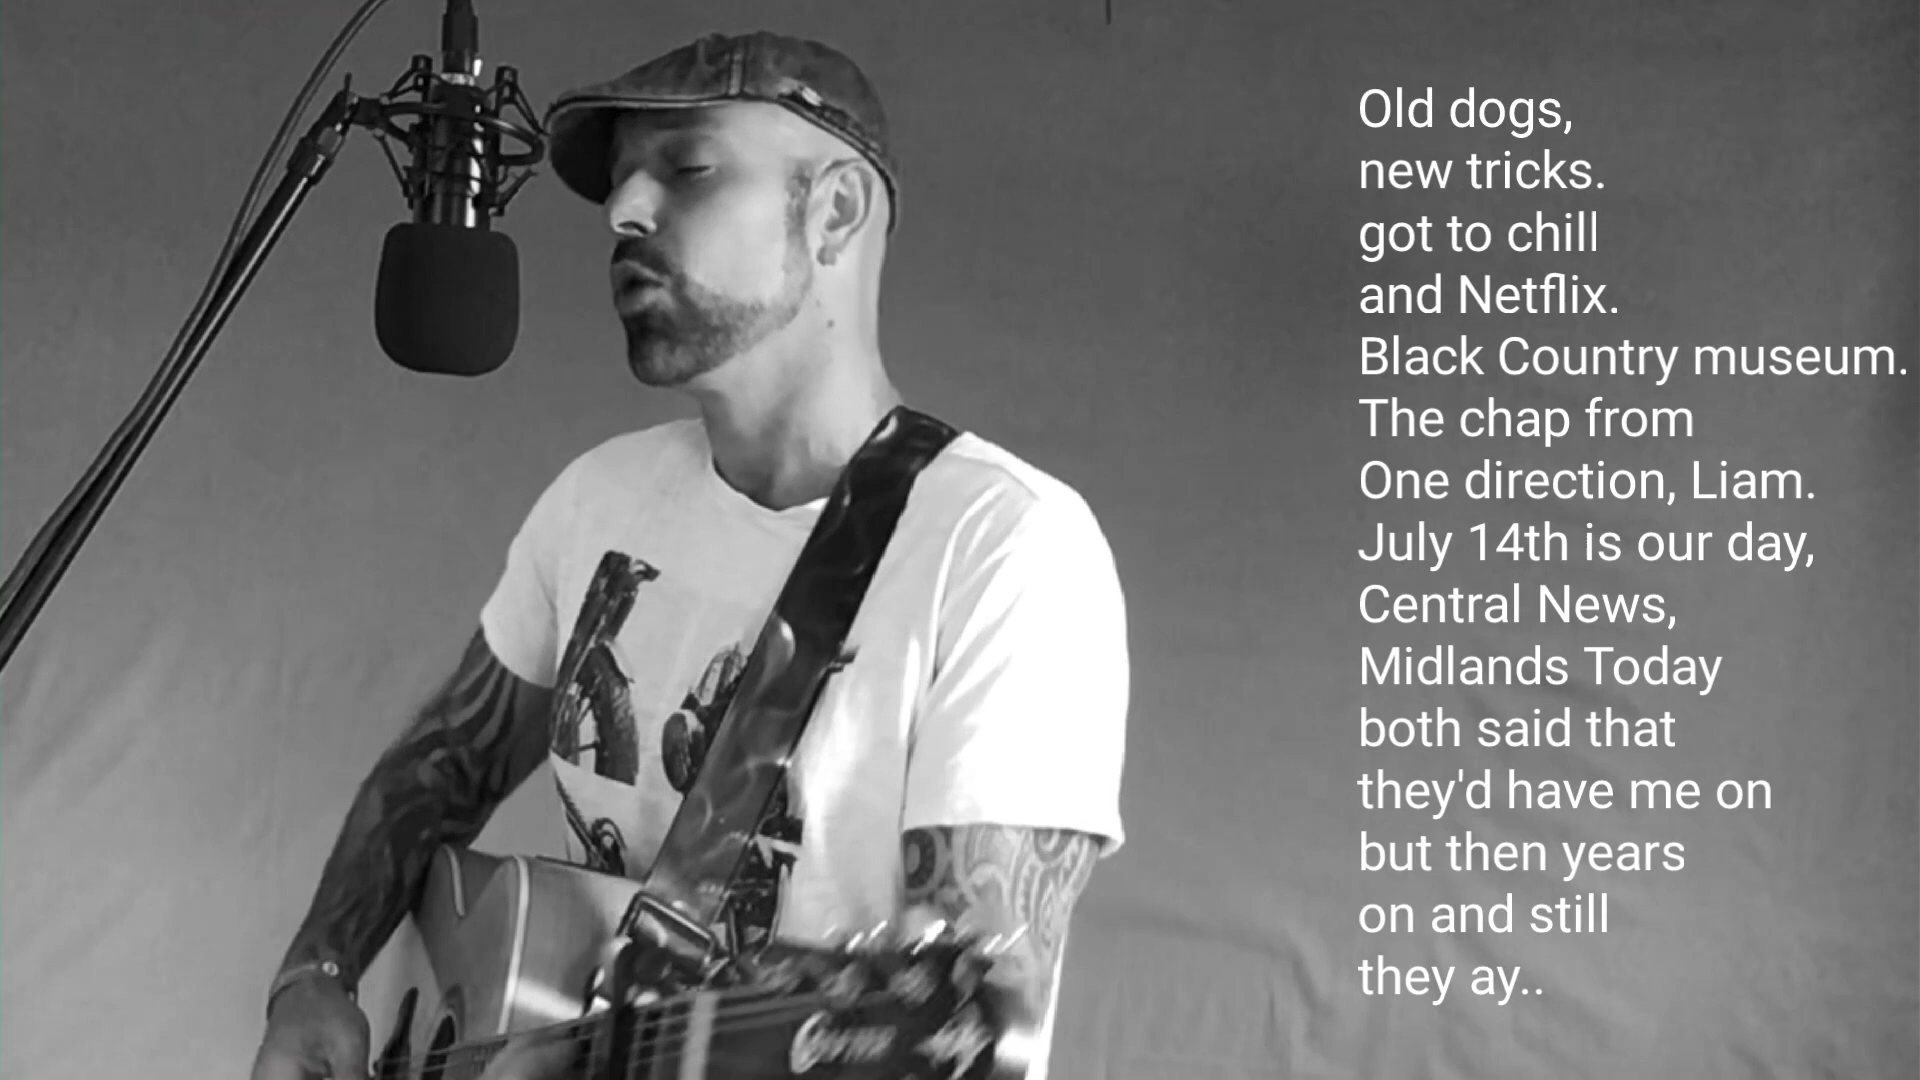 Old dogs,
new tricks.
got to chill
and Netflix.
Black Country museum.
The chap from
One direction, Liam.
July 14th is our day,
Central News,
Midlands Today
both said that
they'd have me on
but then years
on and still
they ay..